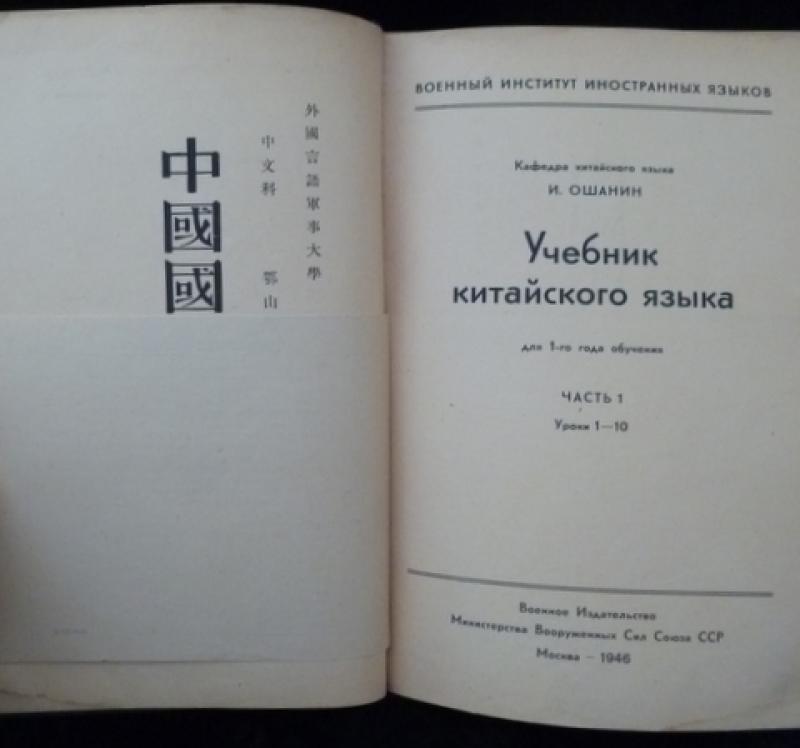 外國言語軍事大學
中文科 鄂山
中國國
ВОЕННЫЙ ИНСТИТУТ ИНОСТРАННЫХ ЯЗЫКОВ
Кафедра китайского языка
И. ОШАНИН
Учебник
китайского языка
для 1-го года обучения
ЧАСТЬ 1
Уроки 1—10
Военное Издательство
Министерства Вооруженных Сил Союза ССР
Москва — 1946